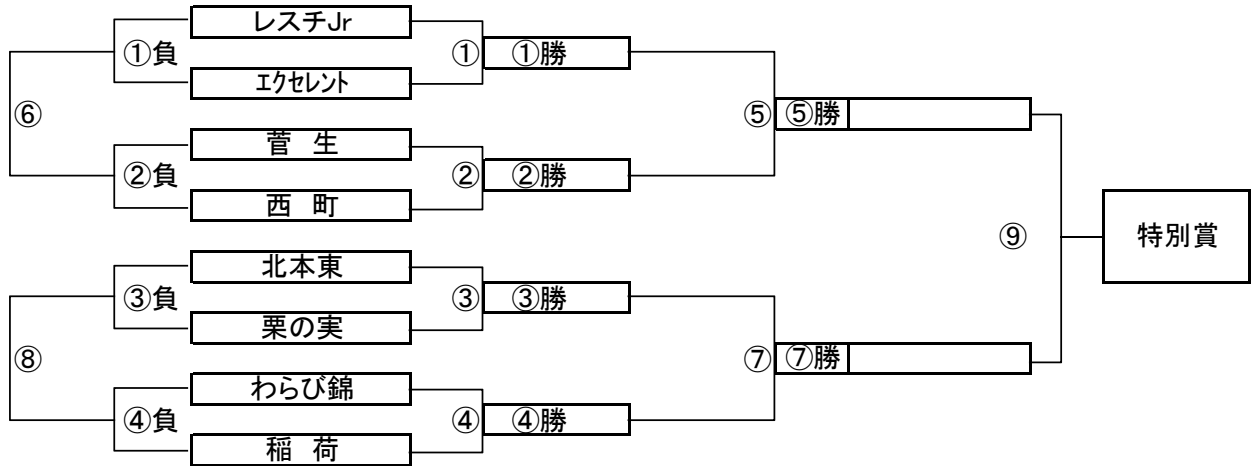 レスチJr
①負 ① ①勝
エクセレント
⑥ ⑤ ⑤勝
菅 生
②負 ② ②勝
西 町
⑨ 特別賞
北本東
③負 ③ ③勝
栗の実
⑧ ⑦ ⑦勝
わらび錦
④負 ④ ④勝
稲 荷